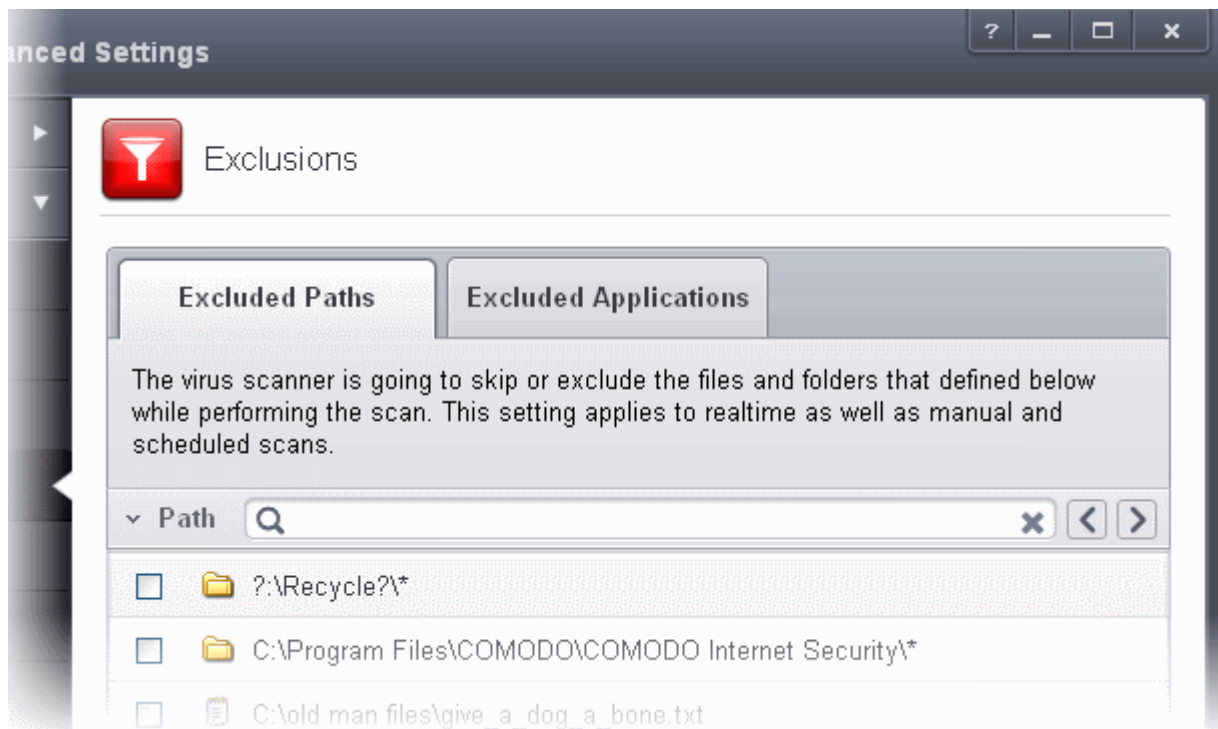 anced Settings
?
Exclusions
Excluded Paths
Excluded Applications
The virus scanner is going to skip or exclude the files and folders that defined below
while performing the scan. This setting applies to realtime as well as manual and
scheduled scans.
Path
?:\Recycle?\*
C:\Program Files\COMODO\COMODO Internet Security\*
C:\old man files\give_a_dog_a_bone.txt